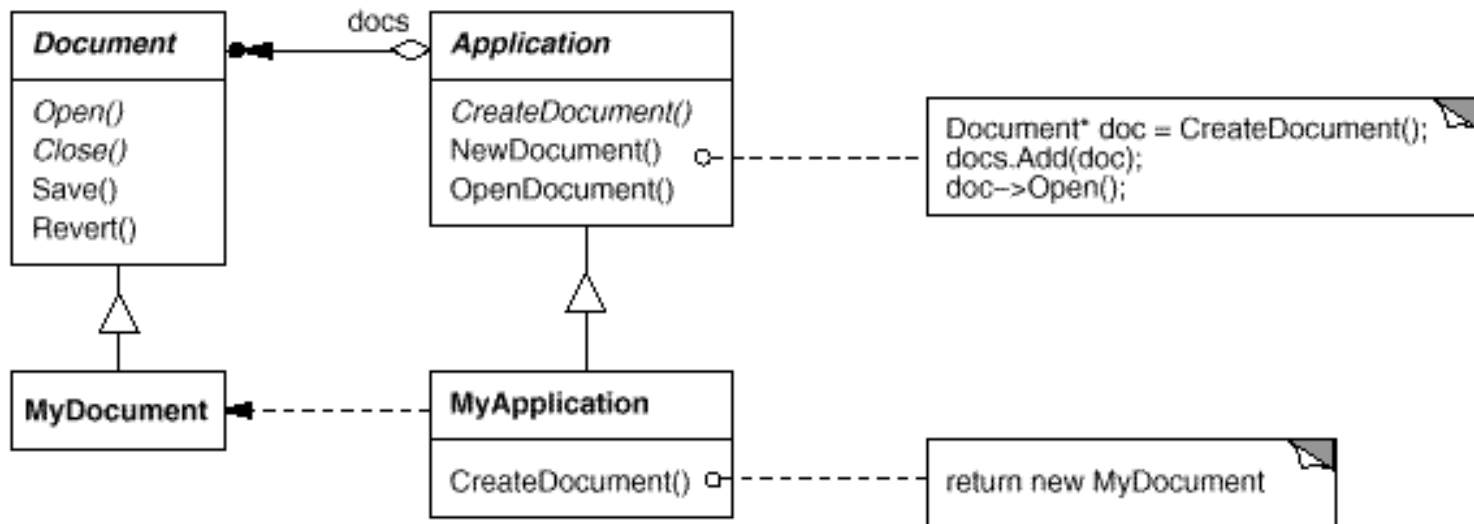 docs
Document
Open()
Close()
Save()
Revert()
Application
CreateDocument()
NewDocument()
OpenDocument()
Document* doc = CreateDocument();
docs.Add(doc);
doc–>Open();
MyDocument
MyApplication
CreateDocument()
return new MyDocument